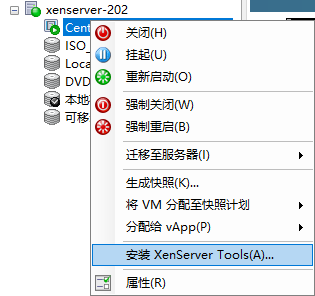 xenserver-202
Cent
ISO_
Loca
DVD
本地
可移
关闭(H)
挂起(U)
重新启动(O)
强制关闭(W)
强制重启(B)
迁移至服务器(I)
生成快照(K)...
将 VM 分配至快照计划
分配给 vApp(P)
安装 XenServer Tools(A)...
属性(R)